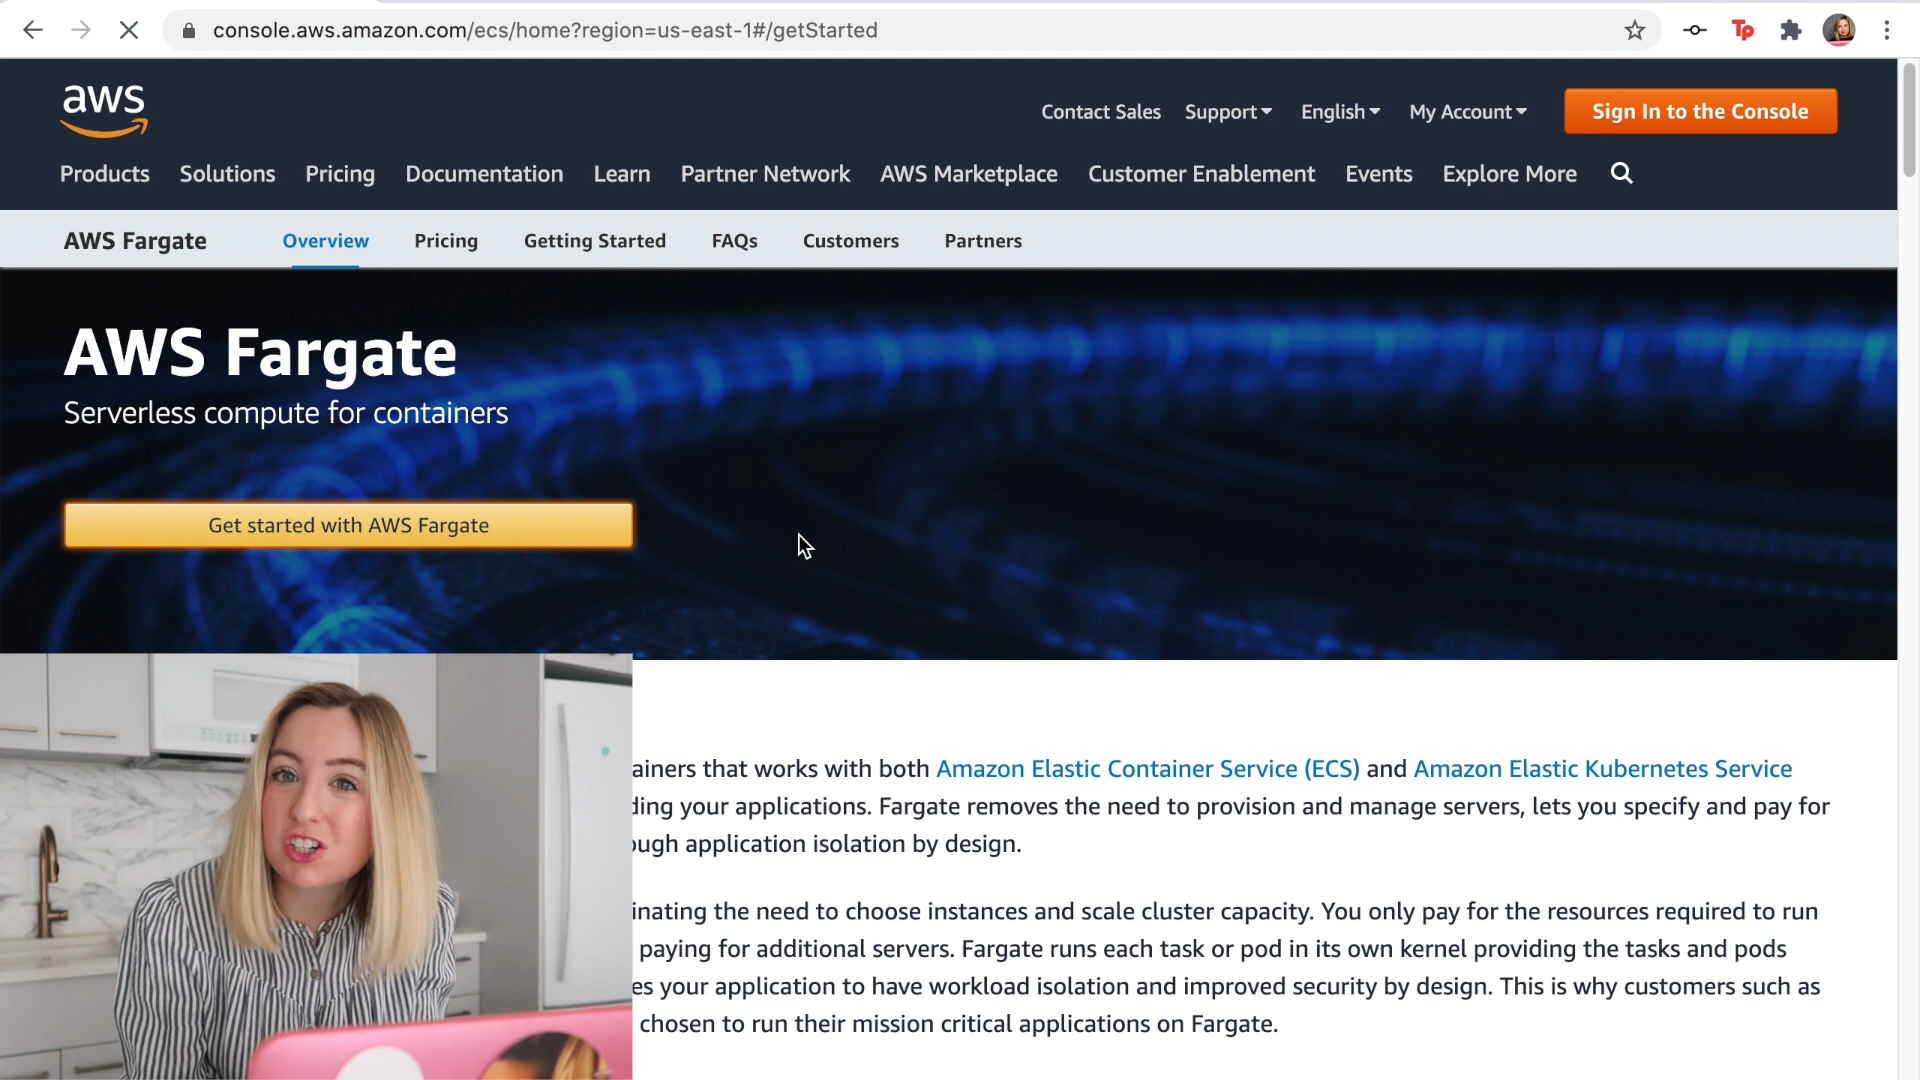 console.aws.amazon.com/ecs/home?region=us-east-1#/getStarted
Tp
aws
Contact Sales Support English My Account Sign In to the Console
Products Solutions Pricing Documentation Learn Partner Network AWS Marketplace Customer Enablement Events Explore More
AWS Fargate Overview Pricing Getting Started FAQs Customers Partners
AWS Fargate
Serverless compute for containers
Get started with AWS Fargate
that works with both Amazon Elastic Container Service (ECS) and Amazon Elastic Kubernetes Service
your applications. Fargate removes the need to provision and manage servers, lets you specify and pay for
application isolation by design.
the need to choose instances and scale cluster capacity. You only pay for the resources required to run
paying for additional servers. Fargate runs each task or pod in its own kernel providing the tasks and pods
your application to have workload isolation and improved security by design. This is why customers such as
chosen to run their mission critical applications on Fargate.